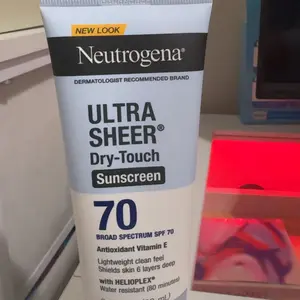 NEW LOOK
Neutrogena®
DERMATOLOGIST RECOMMENDED BRAND
ULTRA
SHEER®
Dry-Touch
Sunscreen
70
BROAD SPECTRUM SPF 70
Antioxidant Vitamin E
Lightweight clean feel
Shields skin 6 layers deep
with HELIOPLEX®
Water resistant (80 minutes)